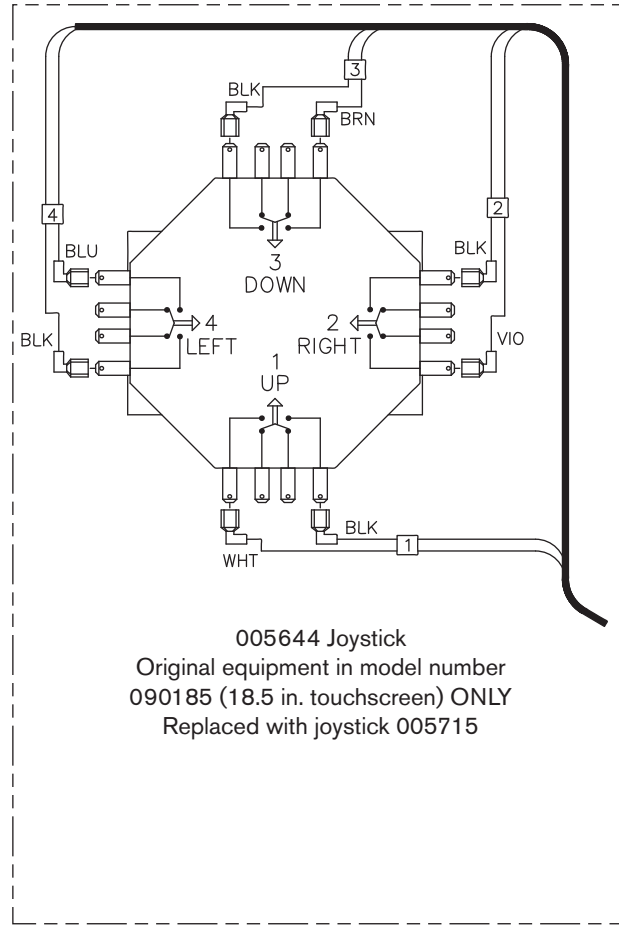 3
BLK
BRN
4
2
BLU
BLK
3
DOWN
BLK
4
LEFT
2
RIGHT
VIO
1
UP
BLK
1
WHT
005644 Joystick
Original equipment in model number
090185 (18.5 in. touchscreen) ONLY
Replaced with joystick 005715